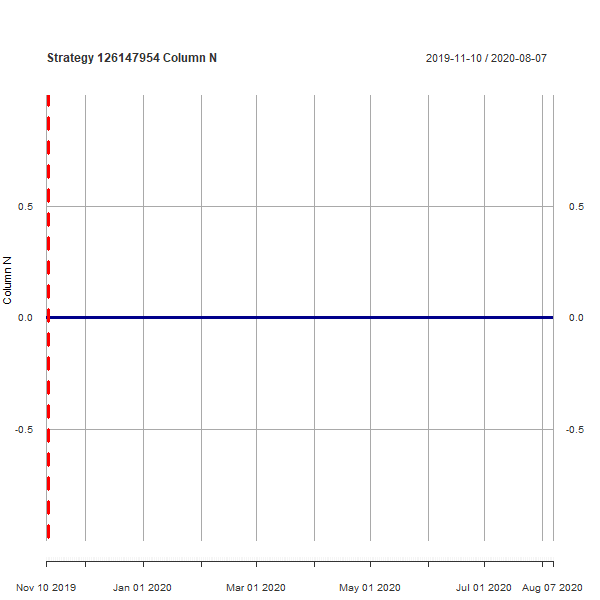 Strategy 126147954 Column N
2019-11-10 / 2020-08-07
0.5
0.5
Column N
0.0
0.0
-0.5
-0.5
Nov 10 2019
Jan 01 2020
Mar 01 2020
May 01 2020
Jul 01 2020
Aug 07 2020